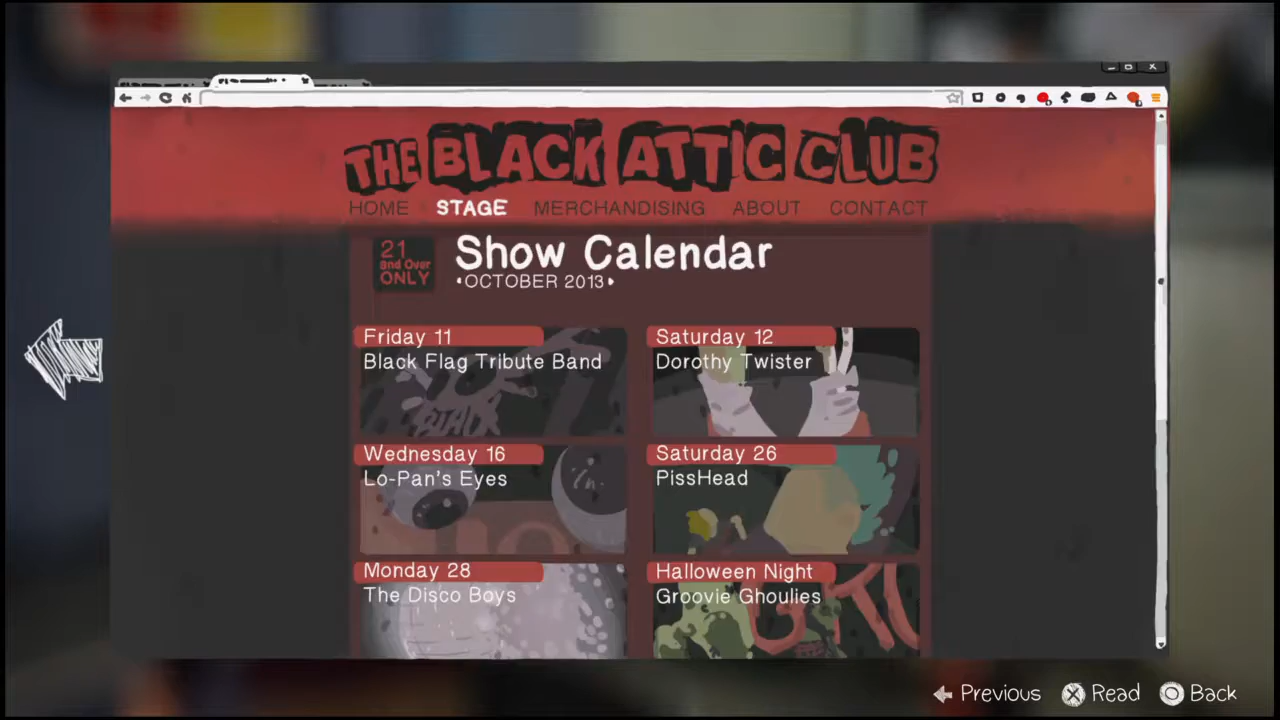 THE BLACK ATTIC CLUB
HOME STAGE MERCHANDISING ABOUT CONTACT
21 and Over ONLY
Show Calendar
OCTOBER 2013
Friday 11
Black Flag Tribute Band
Saturday 12
Dorothy Twister
Wednesday 16
Lo-Pan's Eyes
Saturday 26
PissHead
Monday 28
The Disco Boys
Halloween Night
Groovie Ghoulies
Previous Read Back